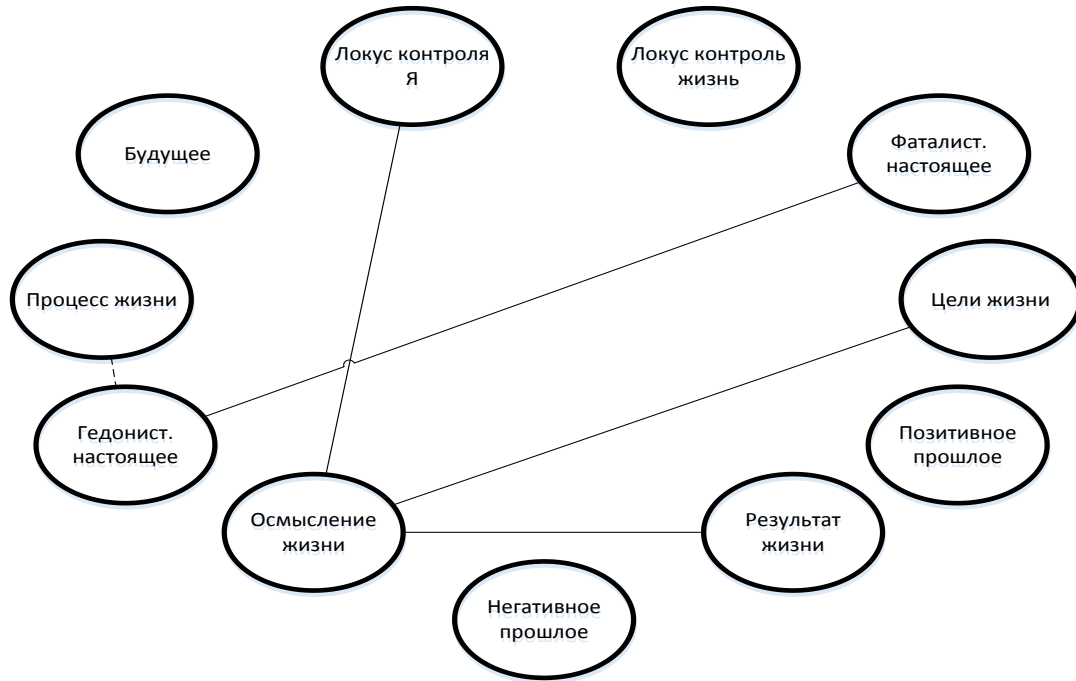 Локус контроля
Я
Локус контроль
жизнь
Будущее
Фаталист.
настоящее
Процесс жизни
Цели жизни
Гедонист.
настоящее
Позитивное
прошлое
Осмысление
жизни
Результат
жизни
Негативное
прошлое